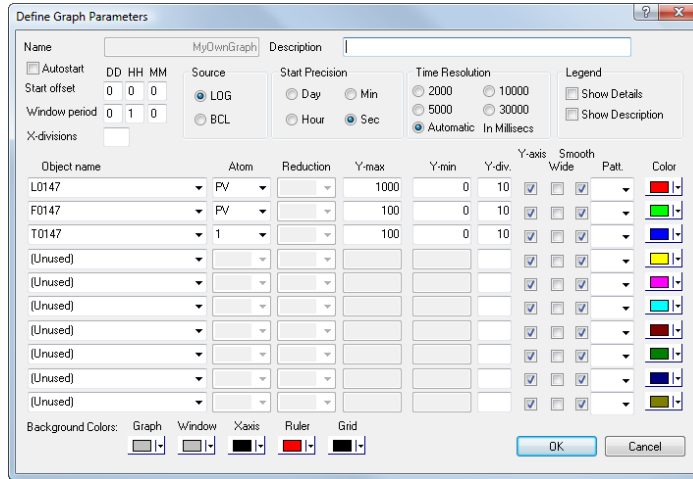 Define Graph Parameters
Name MyOwnGraph Description
Autostart DD HH MM Source Start Precision Time Resolution Legend
Start offset 0 0 0 LOG Day Min 2000 10000 Show Details
Window period 0 1 0 BCL Hour Sec 5000 30000 Show Description
X-divisions Automatic In Millisecs
Y-axis Smooth
Object name Atom Reduction Y-max Y-min Y-div. Wide Patt. Color
L0147 PV 1000 0 10
F0147 PV 100 0 10
T0147 1 100 0 10
(Unused)
(Unused)
(Unused)
(Unused)
(Unused)
(Unused)
(Unused)
Background Colors: Graph Window Xaxis Ruler Grid
OK Cancel